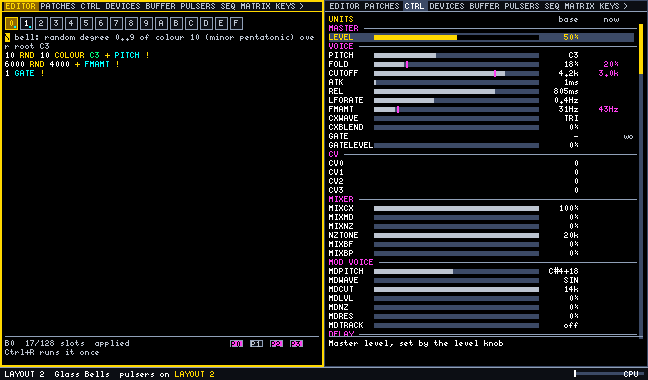 EDITOR PATCHES CTRL DEVICES BUFFER PULSERS SEQ MATRIX KEYS >
0 1 2 3 4 5 6 7 8 9 A B C D E F
\ bell: random degree 0..9 of colour 10 (minor pentatonic) ove
r root C3
10 RND 10 COLOUR C3 + PITCH !
6000 RND 4000 + FMAMT !
1 GATE !
B0 17/128 slots applied P0 P1 P2 P3
Ctrl+R runs it once
EDITOR PATCHES CTRL DEVICES BUFFER PULSERS SEQ MATRIX KEYS >
UNITS base now
MASTER
LEVEL 50%
VOICE
PITCH C3
FOLD 18% 20%
CUTOFF 4.2k 3.0k
ATK 1ms
REL 805ms
LFORATE 0.4Hz
FMAMT 31Hz 43Hz
CXWAVE TRI
CXBLEND 0%
GATE - wo
GATELEVEL 0%
CV
CV0 0
CV1 0
CV2 0
CV3 0
MIXER
MIXCX 100%
MIXMD 0%
MIXNZ 0%
NZTONE 20k
MIXBF 0%
MIXBP 0%
MOD VOICE
MDPITCH C#4+18
MDWAVE SIN
MDCUT 14k
MDLVL 0%
MDNZ 0%
MDRES 0%
MDTRACK off
DELAY
Master level, set by the level knob
LAYOUT 2 Glass Bells pulsers on LAYOUT 2 CPU